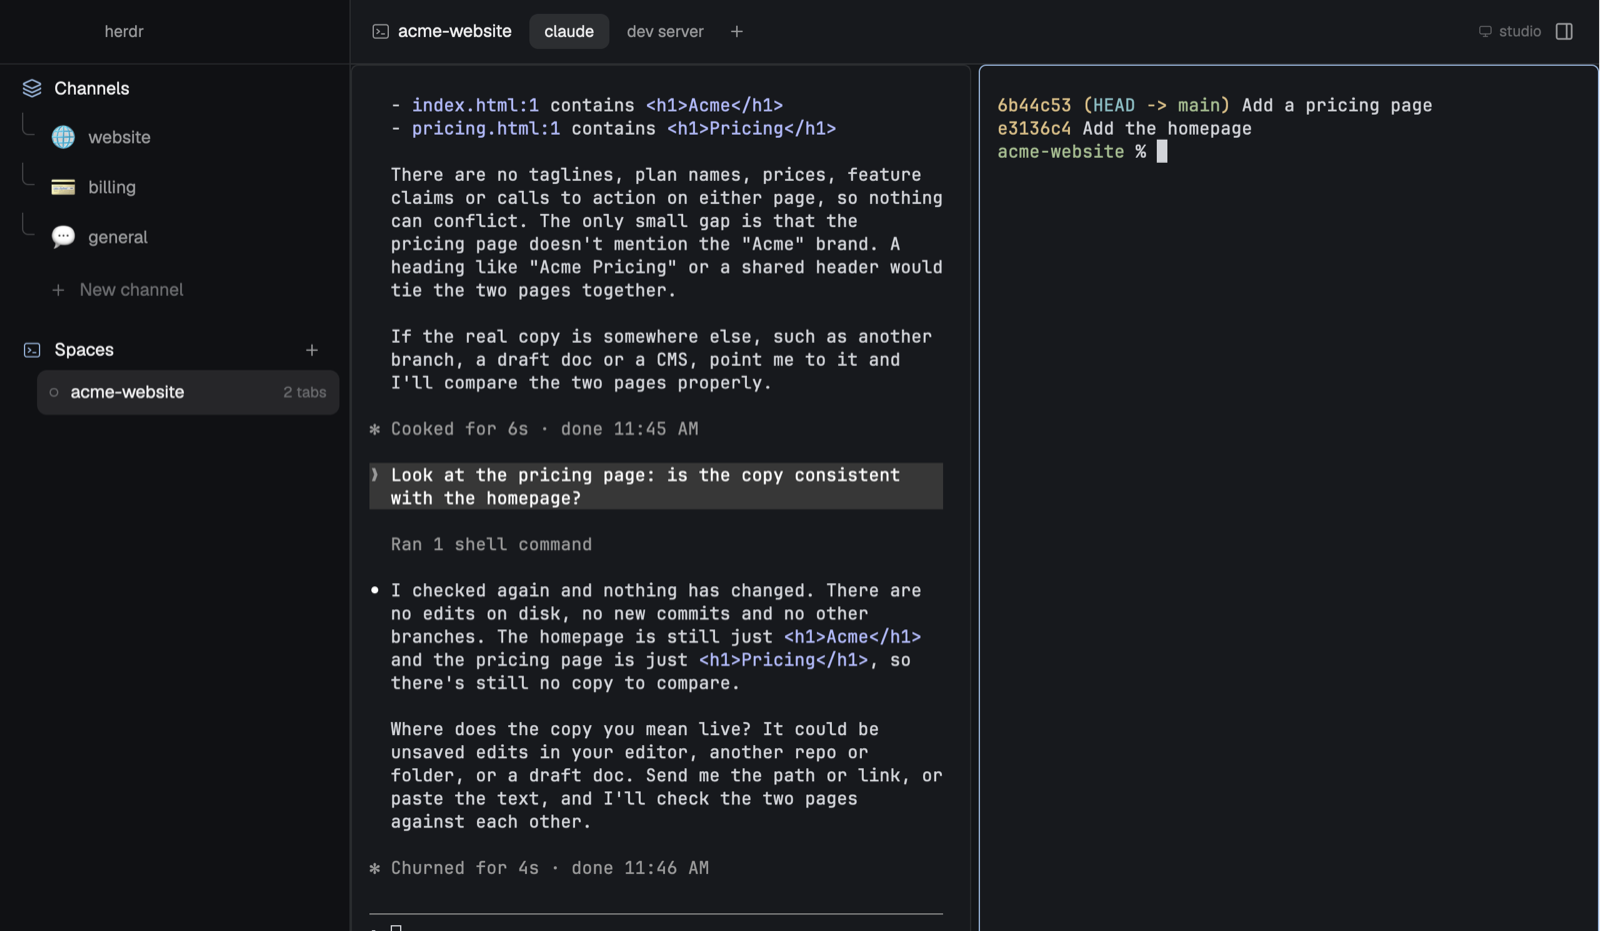 herdr
Channels
website
billing
general
+ New channel
Spaces +
acme-website 2 tabs
acme-website claude dev server +
studio
- index.html:1 contains <h1>Acme</h1>
- pricing.html:1 contains <h1>Pricing</h1>
There are no taglines, plan names, prices, feature
claims or calls to action on either page, so nothing
can conflict. The only small gap is that the
pricing page doesn't mention the "Acme" brand. A
heading like "Acme Pricing" or a shared header would
tie the two pages together.
If the real copy is somewhere else, such as another
branch, a draft doc or a CMS, point me to it and
I'll compare the two pages properly.
✻ Cooked for 6s · done 11:45 AM
❯ Look at the pricing page: is the copy consistent
with the homepage?
Ran 1 shell command
● I checked again and nothing has changed. There are
no edits on disk, no new commits and no other
branches. The homepage is still just <h1>Acme</h1>
and the pricing page is just <h1>Pricing</h1>, so
there's still no copy to compare.
Where does the copy you mean live? It could be
unsaved edits in your editor, another repo or
folder, or a draft doc. Send me the path or link, or
paste the text, and I'll check the two pages
against each other.
✻ Churned for 4s · done 11:46 AM
6b44c53 (HEAD -> main) Add a pricing page
e3136c4 Add the homepage
acme-website %